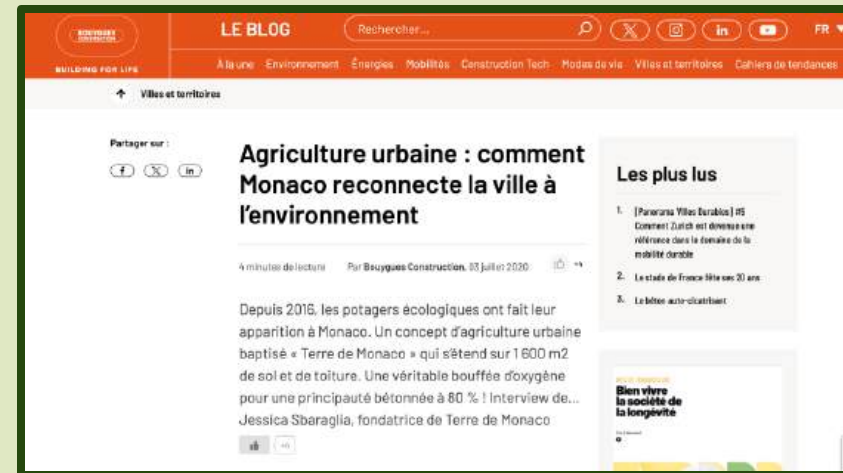 BOUYGUES
CONSTRUCTION
BUILDING FOR LIFE
LE BLOG
Rechercher...
FR
À la une Environnement Énergies Mobilités Construction Tech Modes de vie Villes et territoires Cahiers de tendances
Villes et territoires
Partager sur :
Agriculture urbaine : comment
Monaco reconnecte la ville à
l'environnement
4 minutes de lecture Par Bouygues Construction, 03 juillet 2020
Depuis 2016, les potagers écologiques ont fait leur
apparition à Monaco. Un concept d'agriculture urbaine
baptisé « Terre de Monaco » qui s'étend sur 1 600 m2
de sol et de toiture. Une véritable bouffée d'oxygène
pour une principauté bétonnée à 80 % ! Interview de...
Jessica Sbaraglia, fondatrice de Terre de Monaco
Les plus lus
1. [Panorama Villes Durables] #5
Comment Zurich est devenue une
référence dans le domaine de la
mobilité durable
2. Le stade de France fête ses 20 ans
3. Le béton auto-cicatrisant
Bien vivre
la société de
la longévité